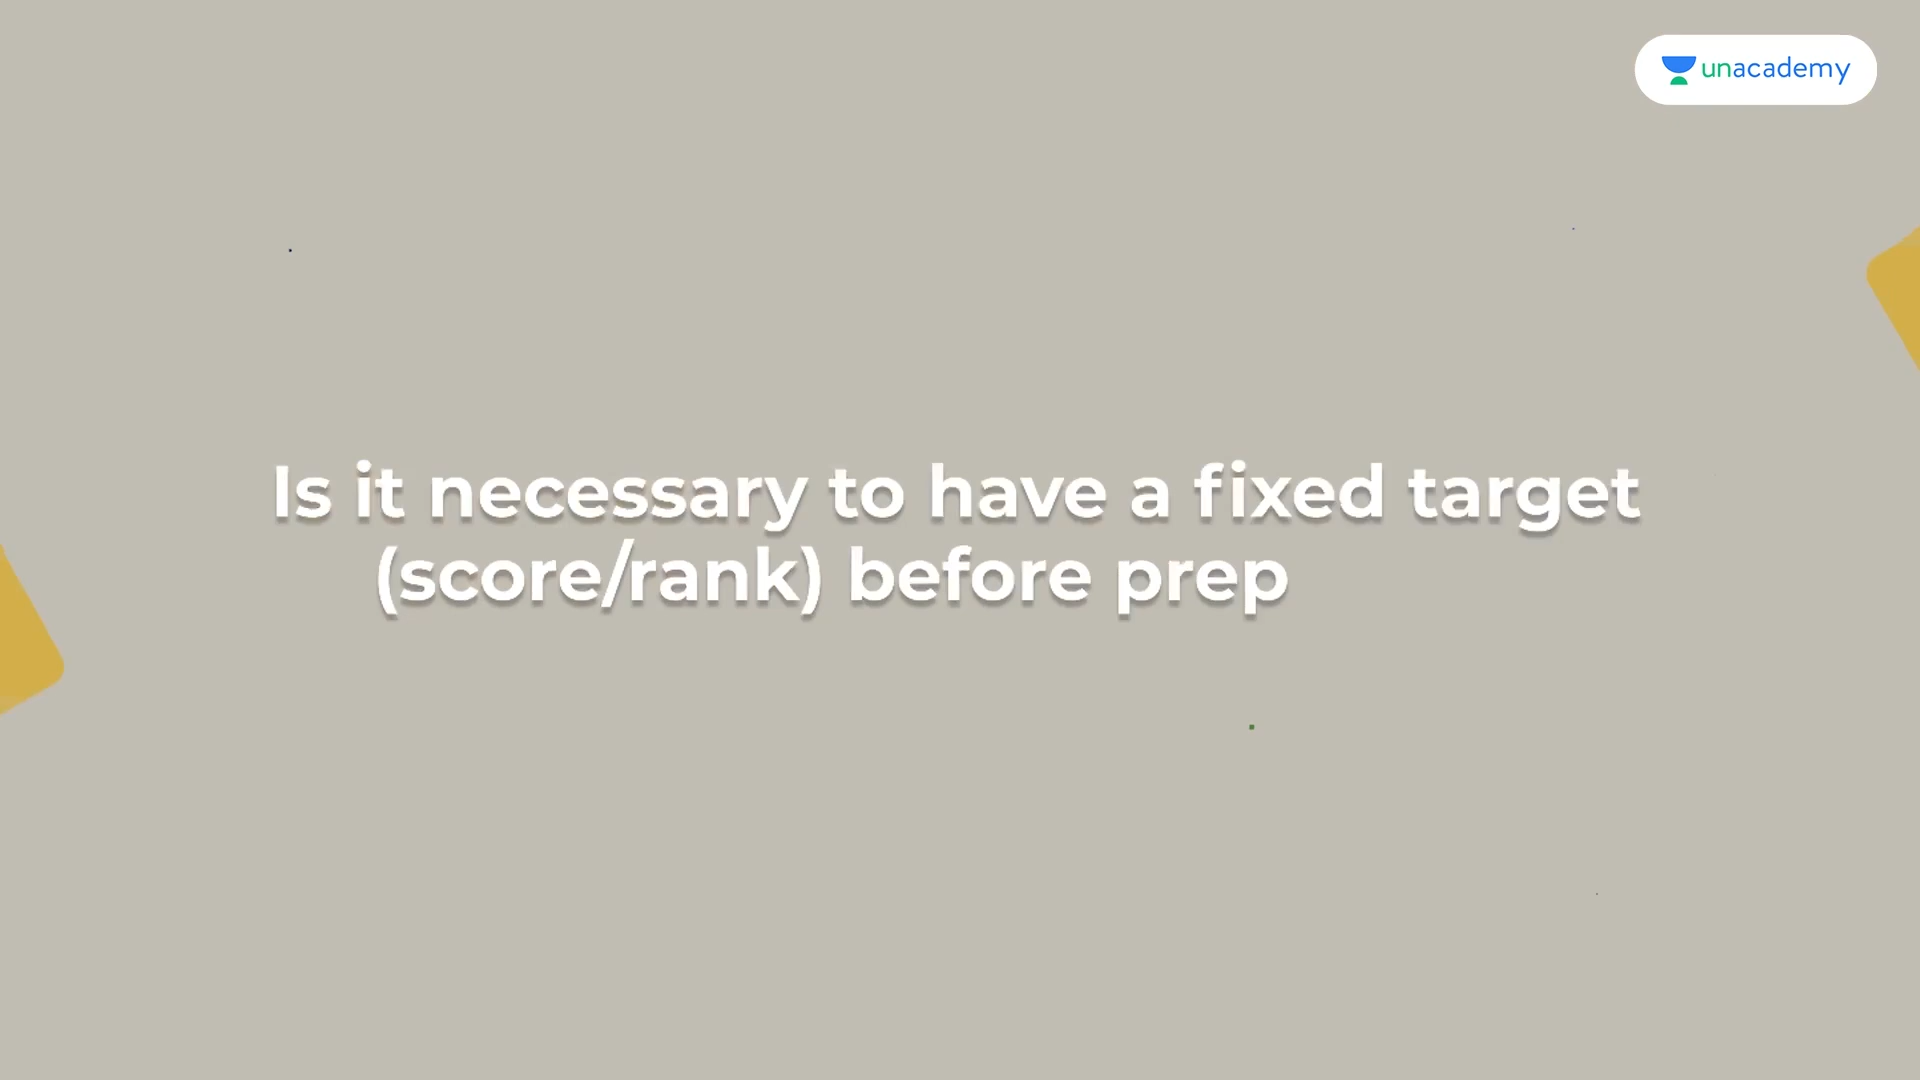 unacademy
Is it necessary to have a fixed target
(score/rank) before prep